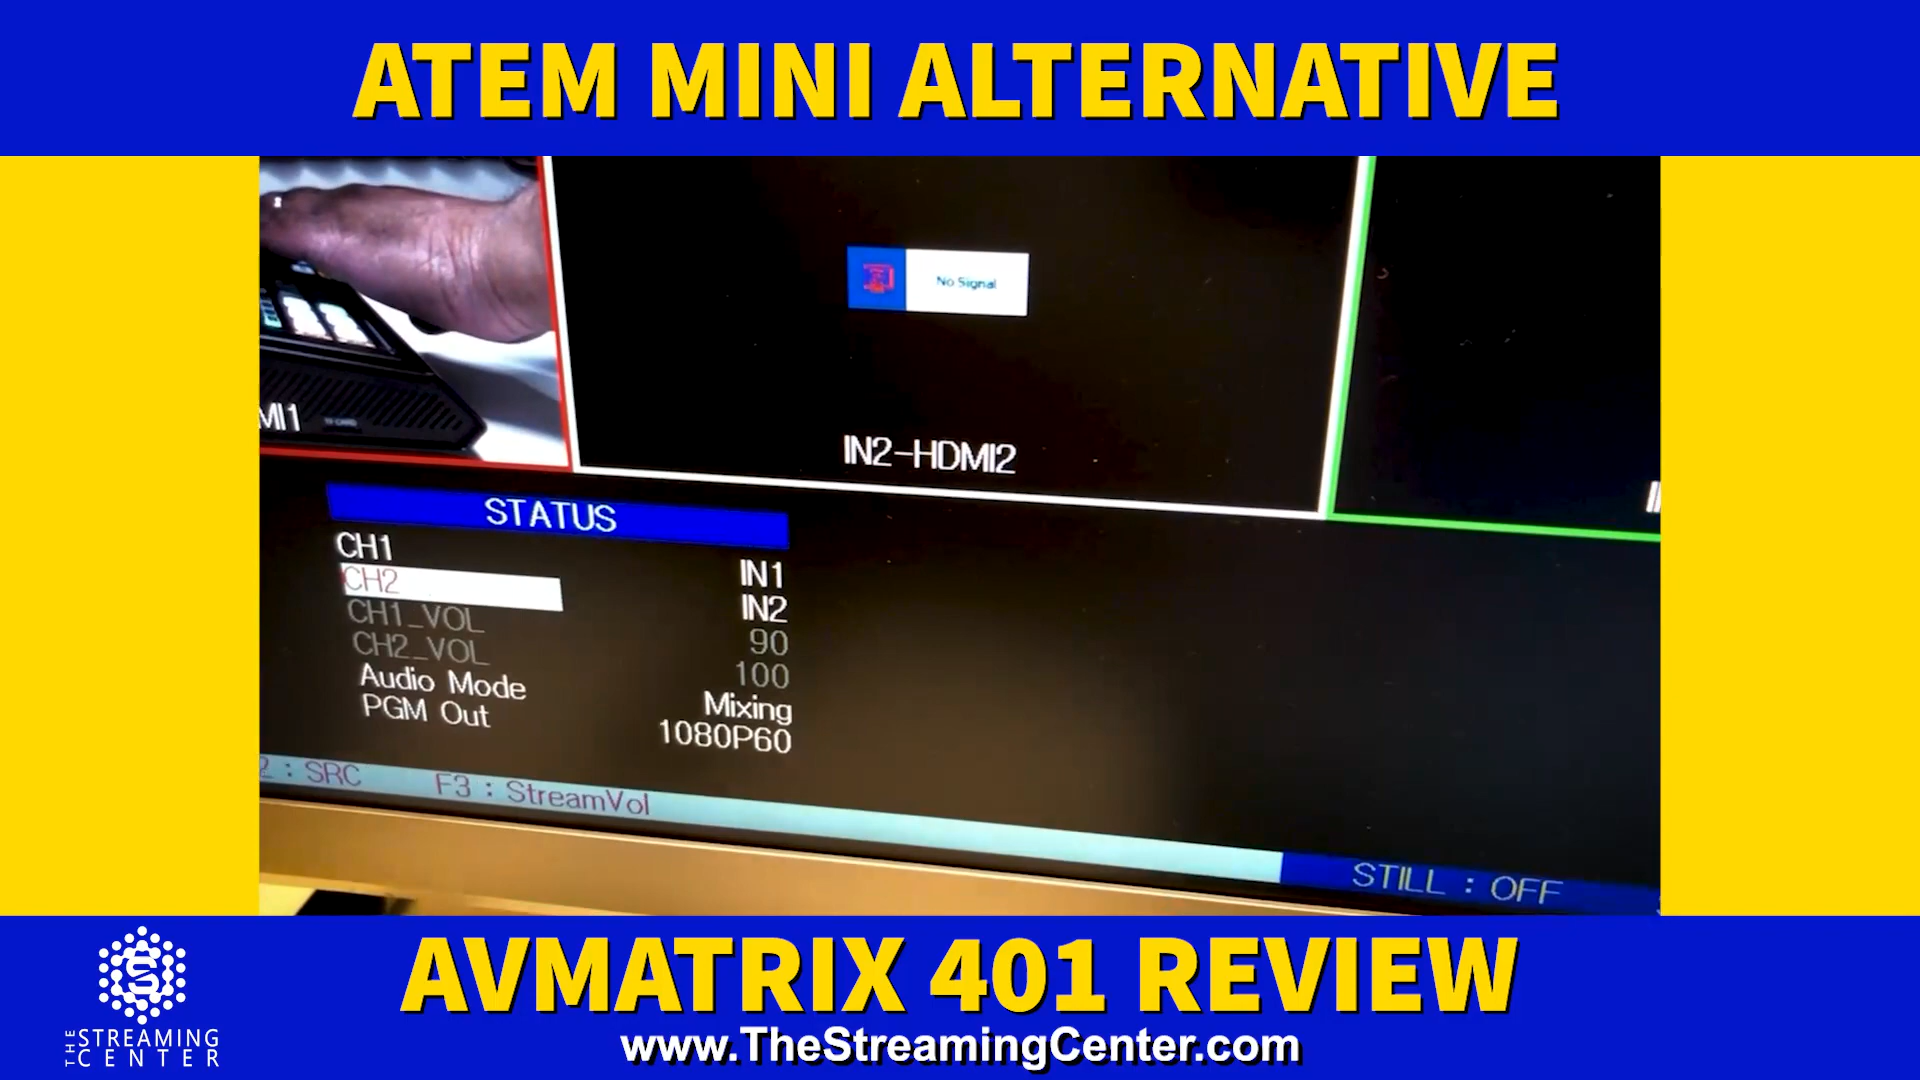 ATEM MINI ALTERNATIVE
No Signal
MI1
IN2-HDMI2
STATUS
CH1 IN1
CH2 IN2
CH1_VOL 90
CH2_VOL 100
Audio Mode Mixing
PGM Out 1080P60
2 : SRC F3 : StreamVol
STILL : OFF
AVMATRIX 401 REVIEW
www.TheStreamingCenter.com
THE STREAMING
CENTER